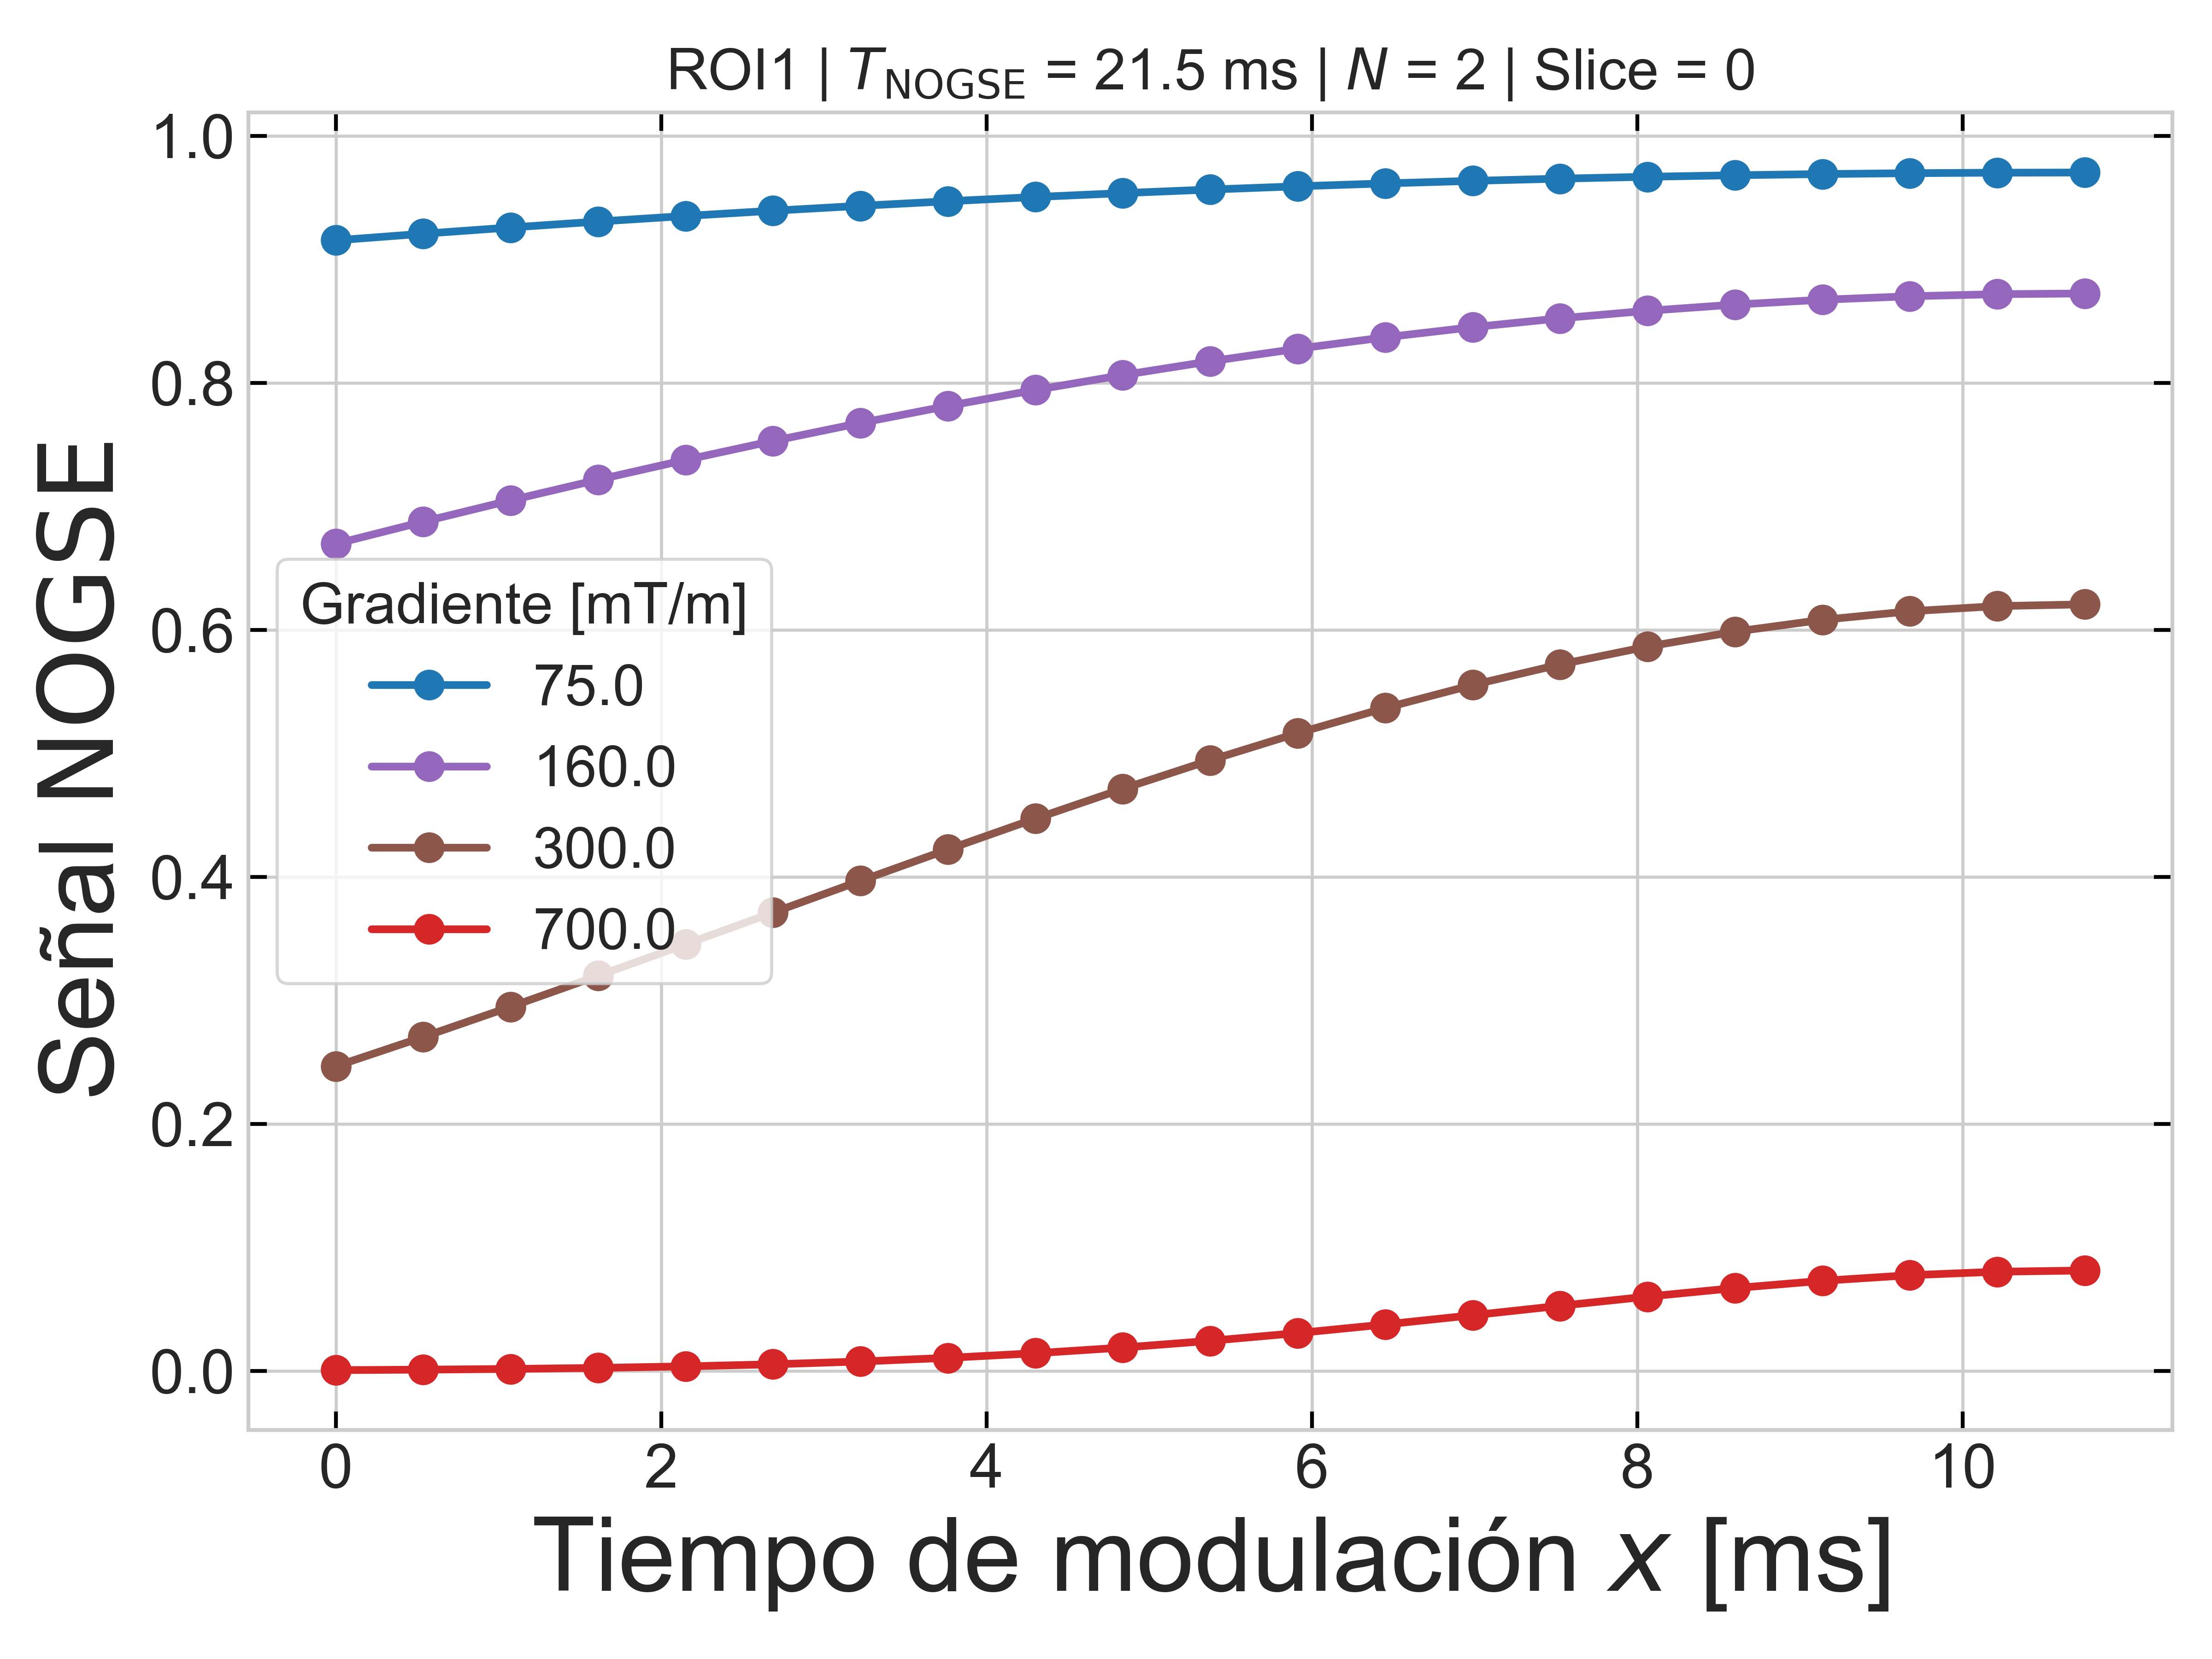 ROI1 | T_NOGSE = 21.5 ms | N = 2 | Slice = 0
Señal NOGSE
1.0
0.8
0.6
0.4
0.2
0.0
Gradiente [mT/m]
75.0
160.0
300.0
700.0
0 2 4 6 8 10
Tiempo de modulación x [ms]